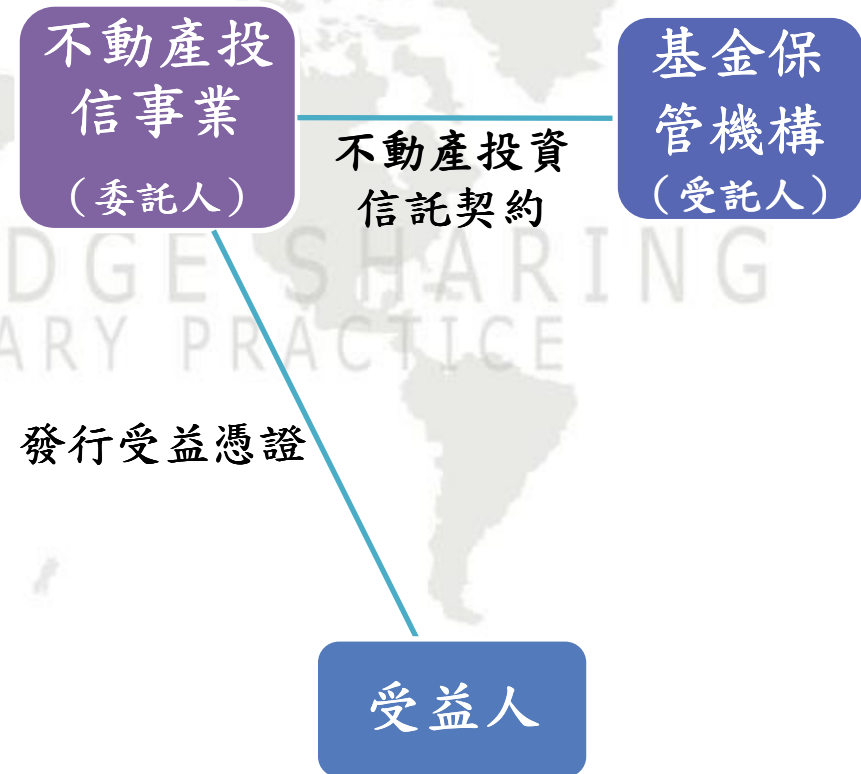 不動產投
信事業
（委託人）
基金保
管機構
（受託人）
不動產投資
信託契約
DGE SHARING
ARY PRACTICE
發行受益憑證
受益人